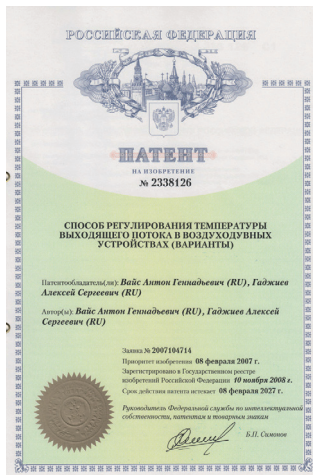 РОССИЙСКАЯ ФЕДЕРАЦИЯ
ПАТЕНТ
НА ИЗОБРЕТЕНИЕ
№ 2338126
СПОСОБ РЕГУЛИРОВАНИЯ ТЕМПЕРАТУРЫ
ВЫХОДЯЩЕГО ПОТОКА В ВОЗДУХОДУВНЫХ
УСТРОЙСТВАХ (ВАРИАНТЫ)
Патентообладатель(ли): Вайс Антон Геннадьевич (RU), Гаджиев
Алексей Сергеевич (RU)
Автор(ы): Вайс Антон Геннадьевич (RU), Гаджиев Алексей
Сергеевич (RU)
Заявка № 2007104714
Приоритет изобретения 08 февраля 2007 г.
Зарегистрировано в Государственном реестре
изобретений Российской Федерации 10 ноября 2008 г.
Срок действия патента истекает 08 февраля 2027 г.
Руководитель Федеральной службы по интеллектуальной
собственности, патентам и товарным знакам
Б.П. Симонов